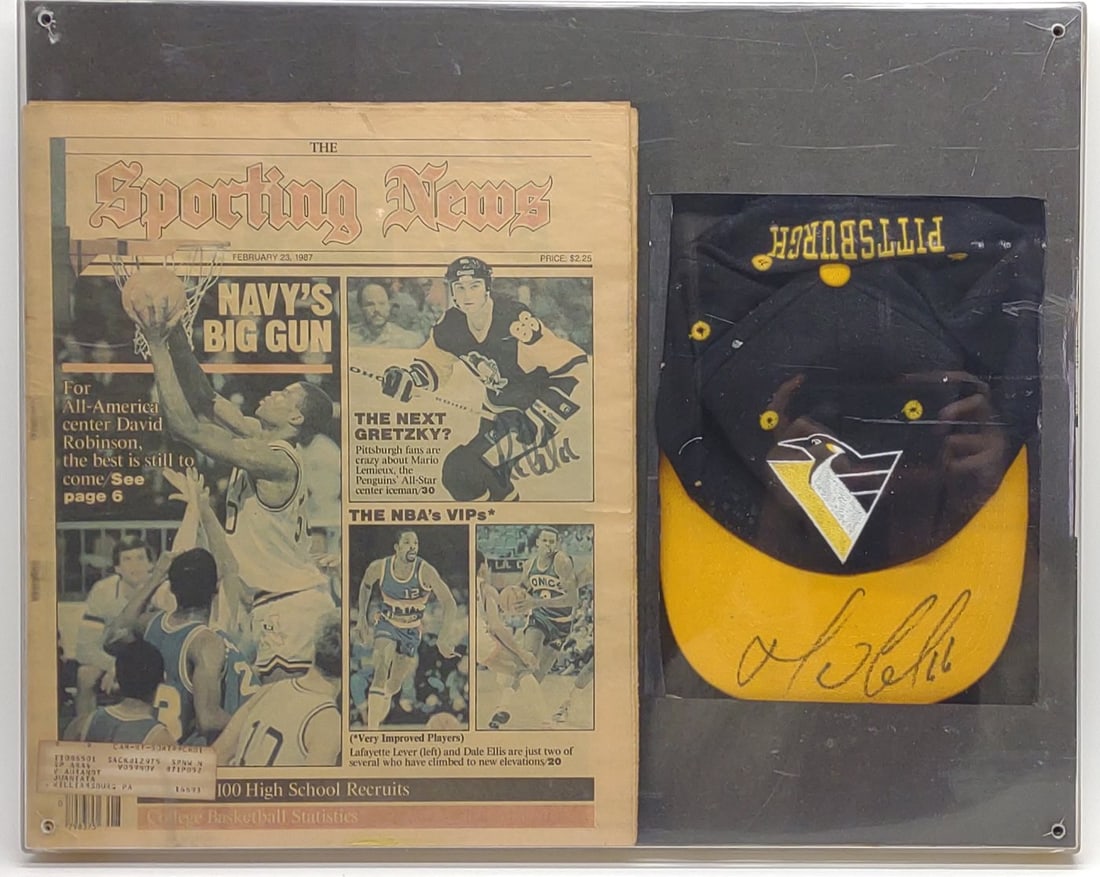 THE
Sporting News
FEBRUARY 23, 1987
PRICE: $2.25
NAVY'S
BIG GUN
For
All-America
center David
Robinson,
the best is still to
come/See
page 6
THE NEXT
GRETZKY?
Pittsburgh fans are
crazy about Mario
Lemieux, the
Penguins' All-Star
center iceman/30
THE NBA's VIPs*
12
(*Very Improved Players)
Lafayette Lever (left) and Dale Ellis are just two of
several who have climbed to new elevations/20
WILLIAMSBURG PA
100 High School Recruits
College Basketball Statistics
PITTSBURGH